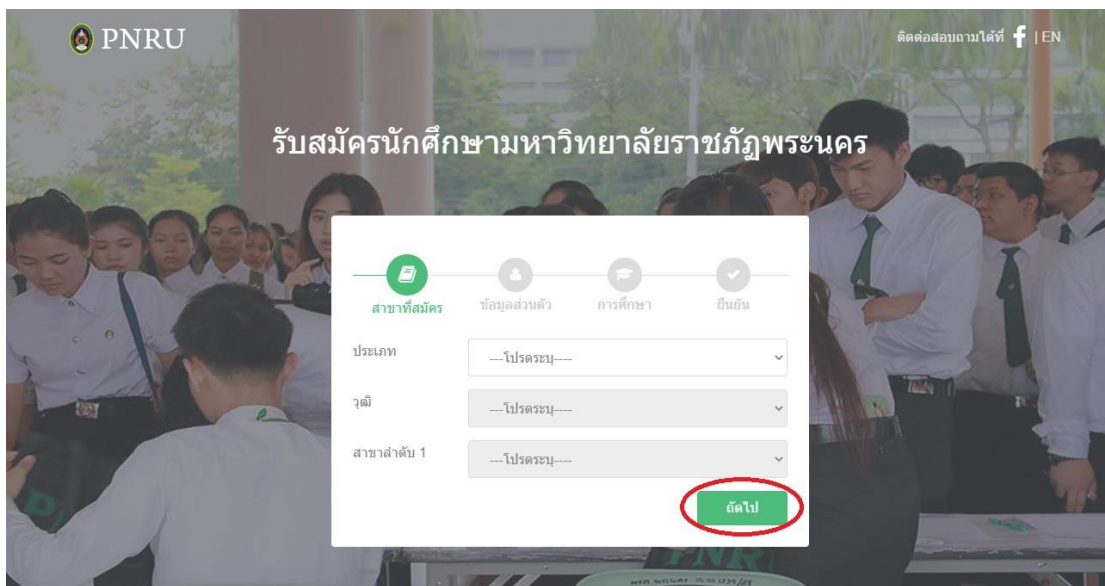 PNRU
ติดต่อสอบถามได้ที่ f | EN
รับสมัครนักศึกษามหาวิทยาลัยราชภัฏพระนคร
สาขาที่สมัคร ข้อมูลส่วนตัว การศึกษา ยืนยัน
ประเภท ---โปรดระบุ----
วุฒิ ---โปรดระบุ----
สาขาลำดับ 1 ---โปรดระบุ----
ถัดไป
PNR